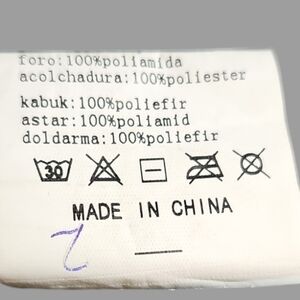 foro:100%poliamida
acolchadura:100%poliester
kabuk:100%poliefir
astar:100%poliamid
doldarma:100%poliefir
30
MADE IN CHINA